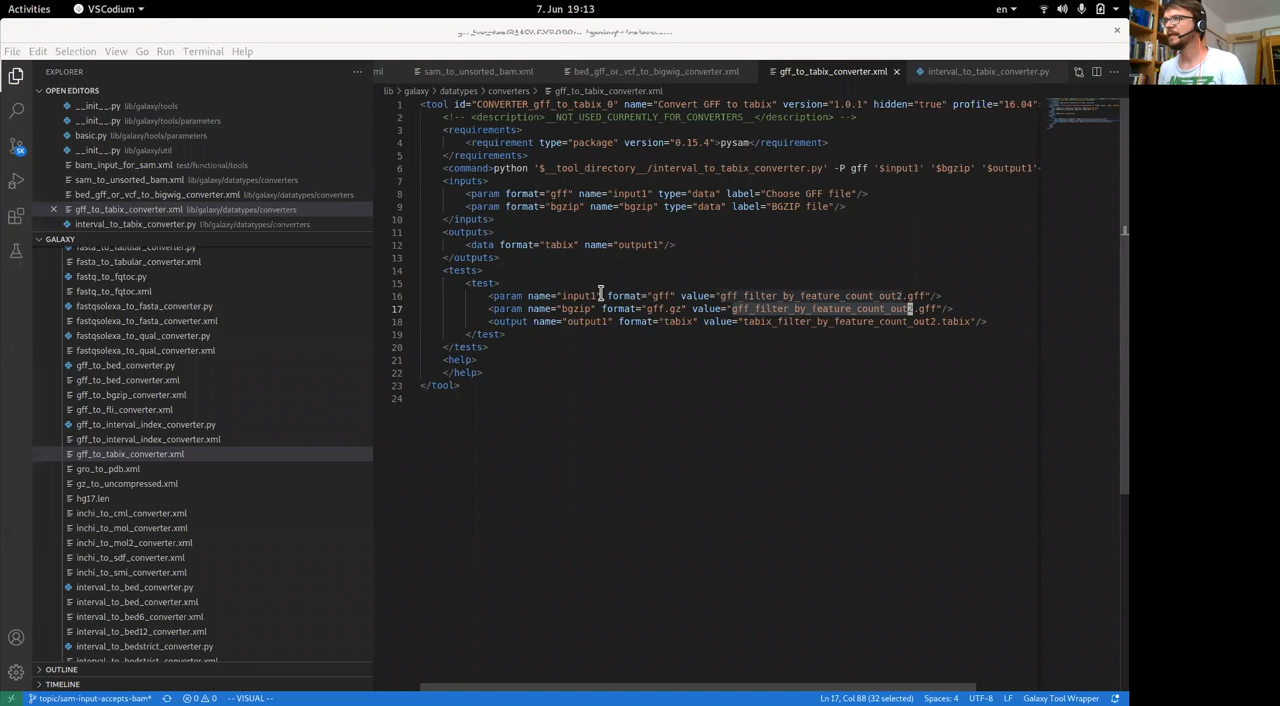 Activities VSCodium 7. Jun 19:13 en
File Edit Selection View Go Run Terminal Help
EXPLORER
OPEN EDITORS
__init__.py lib/galaxy/tools
__init__.py lib/galaxy/tools/parameters
basic.py lib/galaxy/tools/parameters
__init__.py lib/galaxy/util
bam_input_for_sam.xml test/functional/tools
sam_to_unsorted_bam.xml lib/galaxy/datatypes/converters
bed_gff_or_vcf_to_bigwig_converter.xml lib/galaxy/datatypes/converters
gff_to_tabix_converter.xml lib/galaxy/datatypes/converters
interval_to_tabix_converter.py lib/galaxy/datatypes/converters
GALAXY
fasta_to_tabular_converter.py
fasta_to_tabular_converter.xml
fastq_to_fqtoc.py
fastq_to_fqtoc.xml
fastqsolexa_to_fasta_converter.py
fastqsolexa_to_fasta_converter.xml
fastqsolexa_to_qual_converter.py
fastqsolexa_to_qual_converter.xml
gff_to_bed_converter.py
gff_to_bed_converter.xml
gff_to_bgzip_converter.xml
gff_to_fli_converter.xml
gff_to_interval_index_converter.py
gff_to_interval_index_converter.xml
gff_to_tabix_converter.xml
gro_to_pdb.xml
gz_to_uncompressed.xml
hg17.len
inchi_to_cml_converter.xml
inchi_to_mol_converter.xml
inchi_to_mol2_converter.xml
inchi_to_sdf_converter.xml
inchi_to_smi_converter.xml
interval_to_bed_converter.py
interval_to_bed_converter.xml
interval_to_bed6_converter.xml
interval_to_bed12_converter.xml
interval_to_bedstrict_converter.py
interval_to_bedstrict_converter.xml
OUTLINE
TIMELINE
5K
ml sam_to_unsorted_bam.xml bed_gff_or_vcf_to_bigwig_converter.xml gff_to_tabix_converter.xml interval_to_tabix_converter.py
lib > galaxy > datatypes > converters > gff_to_tabix_converter.xml
1 <tool id="CONVERTER_gff_to_tabix_0" name="Convert GFF to tabix" version="1.0.1" hidden="true" profile="16.04"
2 <!-- <description>__NOT_USED_CURRENTLY_FOR_CONVERTERS__</description> -->
3 <requirements>
4 <requirement type="package" version="0.15.4">pysam</requirement>
5 </requirements>
6 <command>python '$__tool_directory__/interval_to_tabix_converter.py' -P gff '$input1' '$bgzip' '$output1'
7 <inputs>
8 <param format="gff" name="input1" type="data" label="Choose GFF file"/>
9 <param format="bgzip" name="bgzip" type="data" label="BGZIP file"/>
10 </inputs>
11 <outputs>
12 <data format="tabix" name="output1"/>
13 </outputs>
14 <tests>
15 <test>
16 <param name="input1" format="gff" value="gff_filter_by_feature_count_out2.gff"/>
17 <param name="bgzip" format="gff.gz" value="gff_filter_by_feature_count_out2.gff"/>
18 <output name="output1" format="tabix" value="tabix_filter_by_feature_count_out2.tabix"/>
19 </test>
20 </tests>
21 <help>
22 </help>
23 </tool>
24
topic/sam-input-accepts-bam* 0 0 -- VISUAL -- Ln 17, Col 88 (32 selected) Spaces: 4 UTF-8 LF Galaxy Tool Wrapper